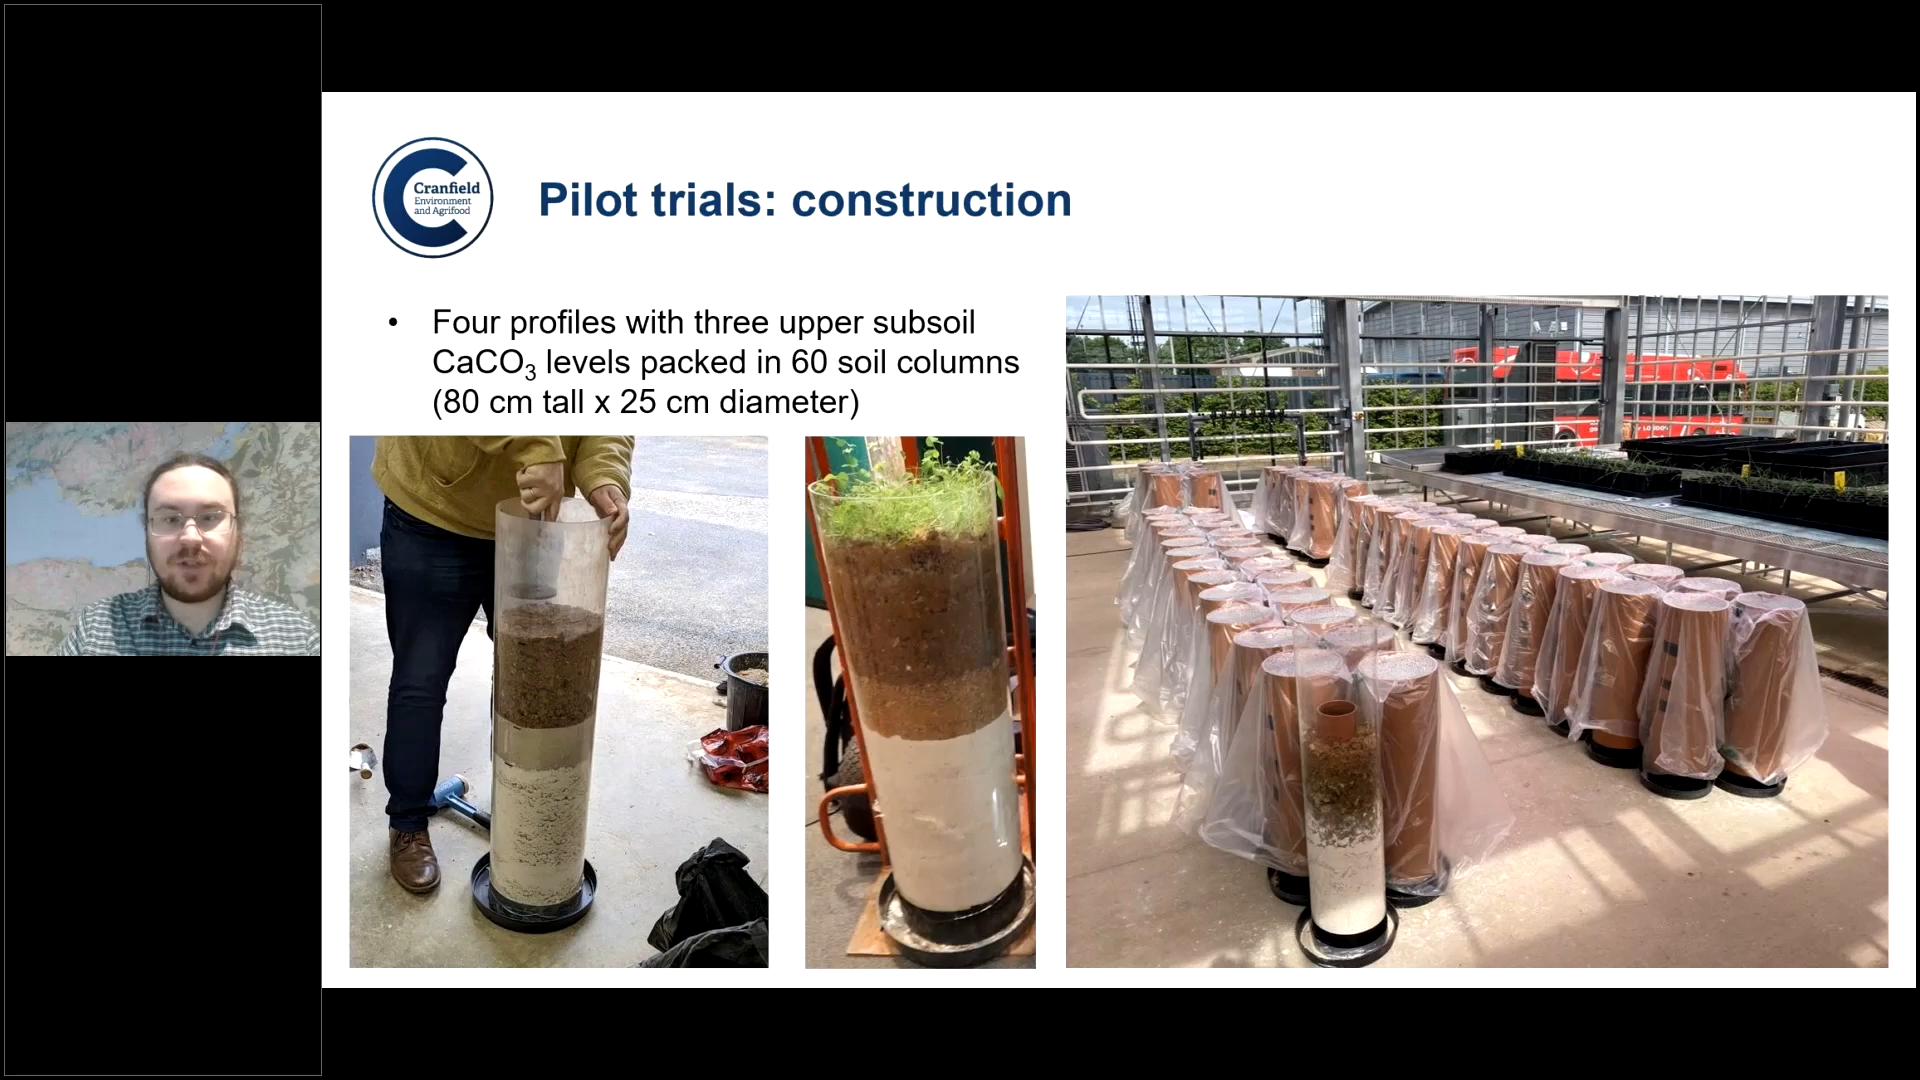 Cranfield
Environment
and Agrifood
Pilot trials: construction
• Four profiles with three upper subsoil
CaCO₃ levels packed in 60 soil columns
(80 cm tall x 25 cm diameter)